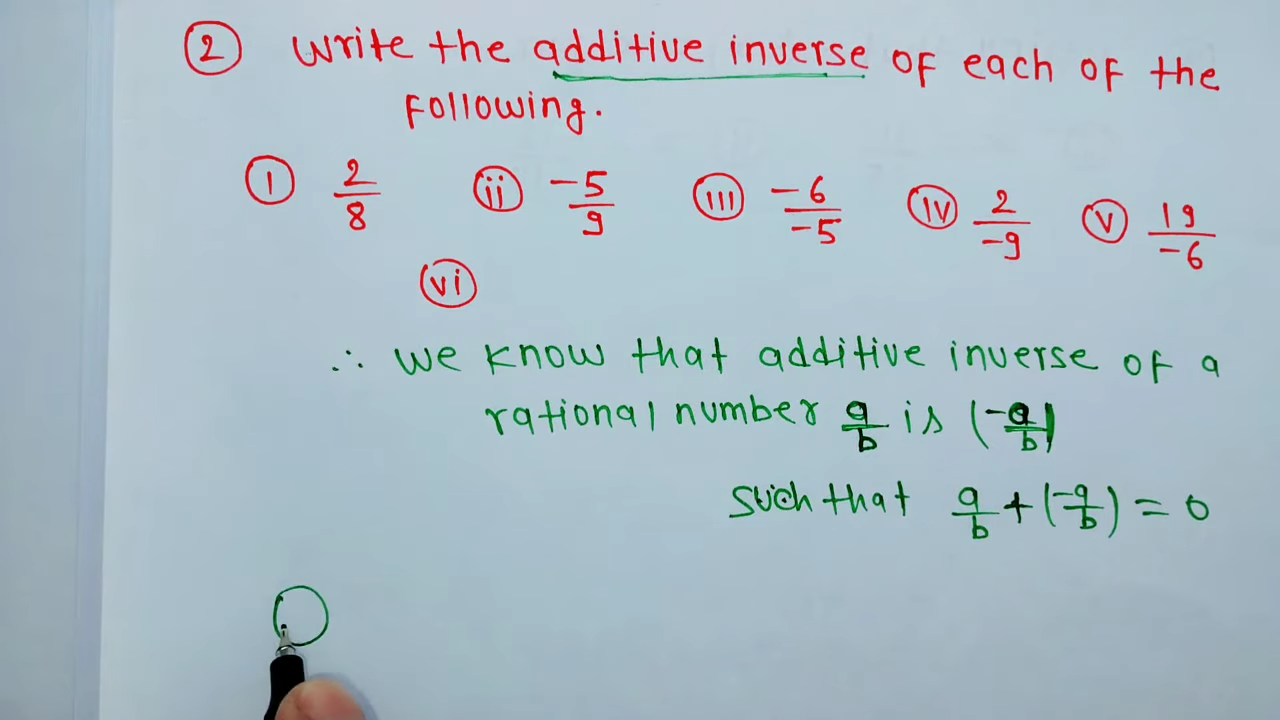 ② Write the additive inverse of each of the
following.
ⓘ 2/8 ⓘⓘ -5/9 ⓘⓘⓘ -6/-5 ⓘⓥ 2/-9 ⓥ 19/-6
ⓥⓘ
∴ We know that additive inverse of a
rational number a/b is (-a/b)
such that a/b + (-a/b) = 0